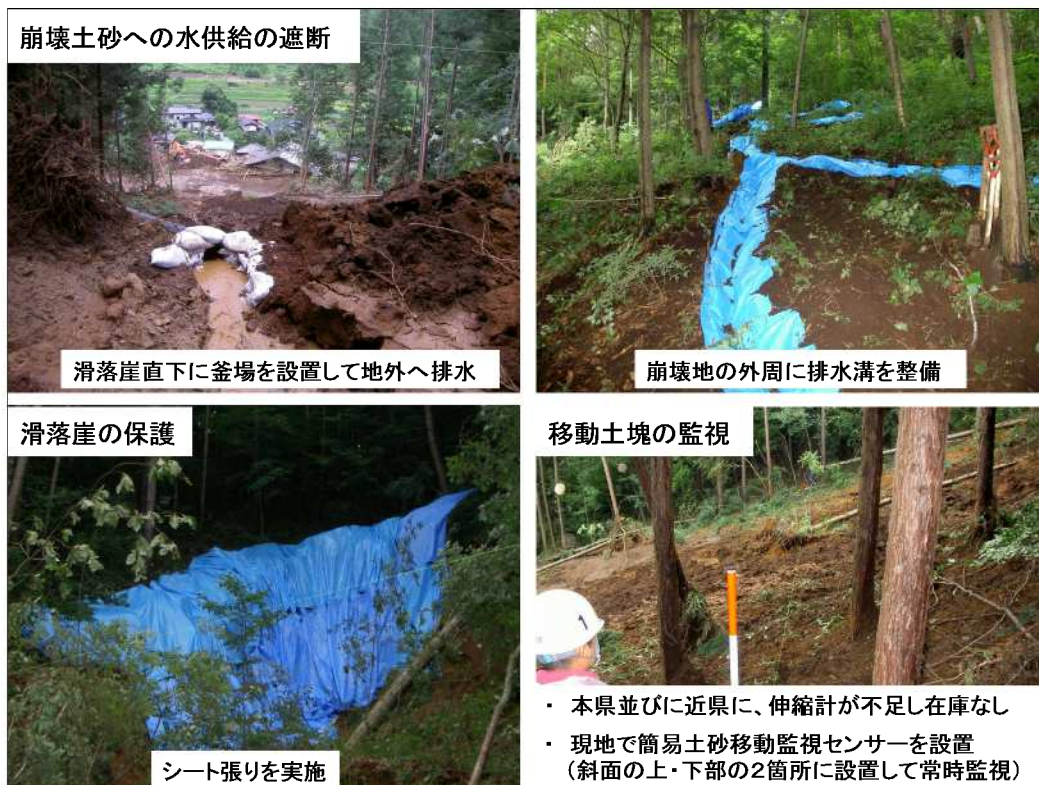 崩壊土砂への水供給の遮断
滑落崖直下に釜場を設置して地外へ排水
崩壊地の外周に排水溝を整備
滑落崖の保護
シート張りを実施
移動土塊の監視
1
・ 本県並びに近県に、伸縮計が不足し在庫なし
・ 現地で簡易土砂移動監視センサーを設置
（斜面の上・下部の２箇所に設置して常時監視）